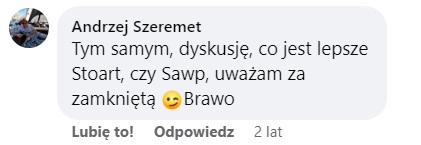 Andrzej Szeremet
Tym samym, dyskusję, co jest lepsze
Stoart, czy Sawp, uważam za
zamkniętą 😉Brawo
Lubię to! Odpowiedz 2 lat